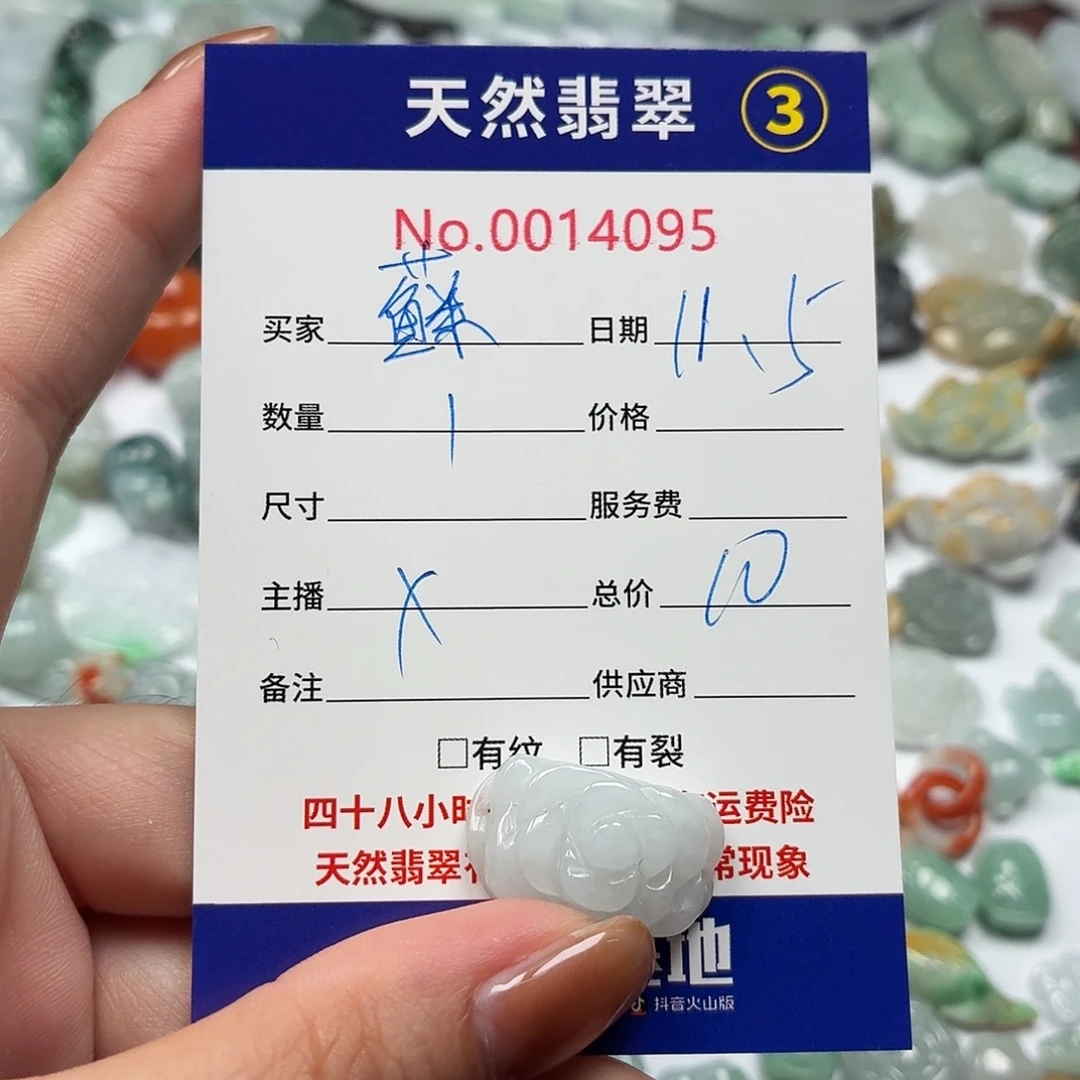 天然翡翠 3
No.0014095
买家 蘇 日期 11、5
数量 1 价格
尺寸 服务费
主播 X 总价 10
备注 供应商
□有纹 □有裂
四十八小时 运费险
天然翡翠 常现象
地
抖音火山版